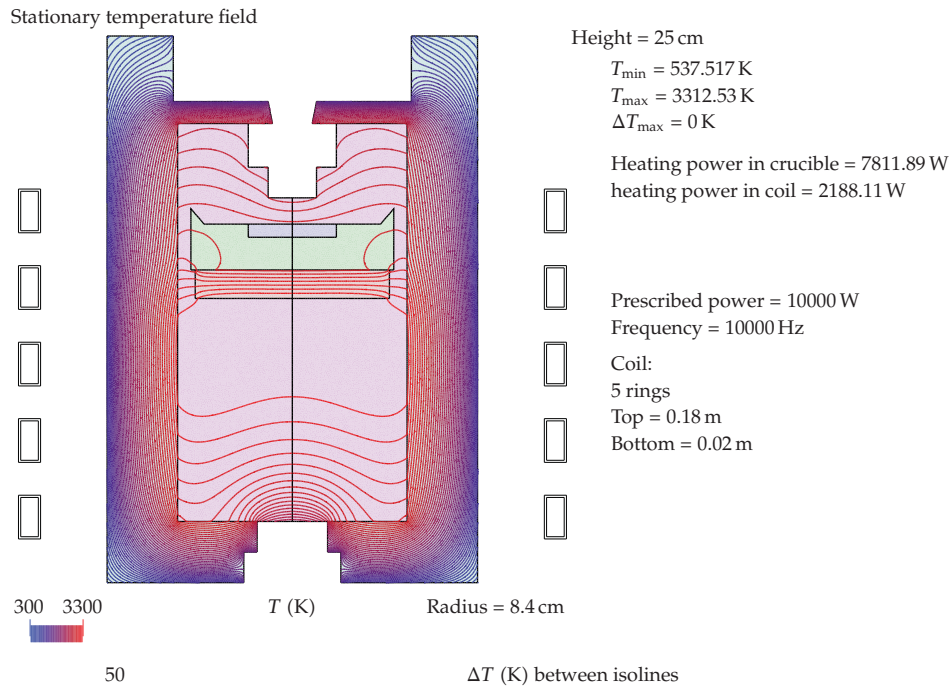 Stationary temperature field
Height = 25 cm
T_min = 537.517 K
T_max = 3312.53 K
ΔT_max = 0 K
Heating power in crucible = 7811.89 W
heating power in coil = 2188.11 W
Prescribed power = 10000 W
Frequency = 10000 Hz
Coil:
5 rings
Top = 0.18 m
Bottom = 0.02 m
300 3300 T (K) Radius = 8.4 cm
50 ΔT (K) between isolines